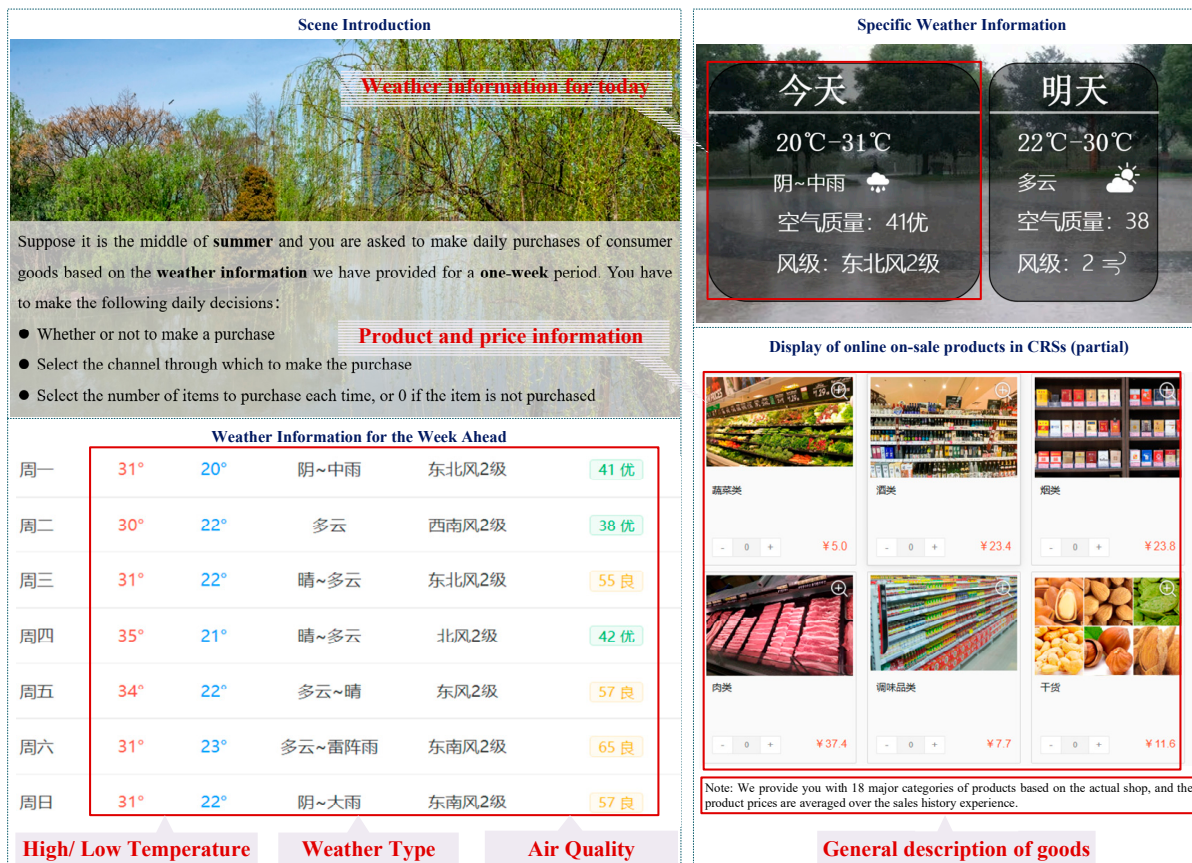 Scene Introduction
Weather information for today
Suppose it is the middle of summer and you are asked to make daily purchases of consumer
goods based on the weather information we have provided for a one-week period. You have
to make the following daily decisions:
● Whether or not to make a purchase
Product and price information
● Select the channel through which to make the purchase
● Select the number of items to purchase each time, or 0 if the item is not purchased
Weather Information for the Week Ahead
周一 31° 20° 阴~中雨 东北风2级 41 优
周二 30° 22° 多云 西南风2级 38 优
周三 31° 22° 晴~多云 东北风2级 55 良
周四 35° 21° 晴~多云 北风2级 42 优
周五 34° 22° 多云~晴 东风2级 57 良
周六 31° 23° 多云~雷阵雨 东南风2级 65 良
周日 31° 22° 阴~大雨 东南风2级 57 良
High/ Low Temperature Weather Type Air Quality
Specific Weather Information
今天
20℃-31℃
阴~中雨
空气质量：41优
风级：东北风2级
明天
22℃-30℃
多云
空气质量：38
风级：2
Display of online on-sale products in CRSs (partial)
蔬菜类 酒类 烟类
- 0 + ¥5.0 - 0 + ¥23.4 - 0 + ¥23.8
肉类 调味品类 干货
- 0 + ¥37.4 - 0 + ¥7.7 - 0 + ¥11.6
Note: We provide you with 18 major categories of products based on the actual shop, and the
product prices are averaged over the sales history experience.
General description of goods